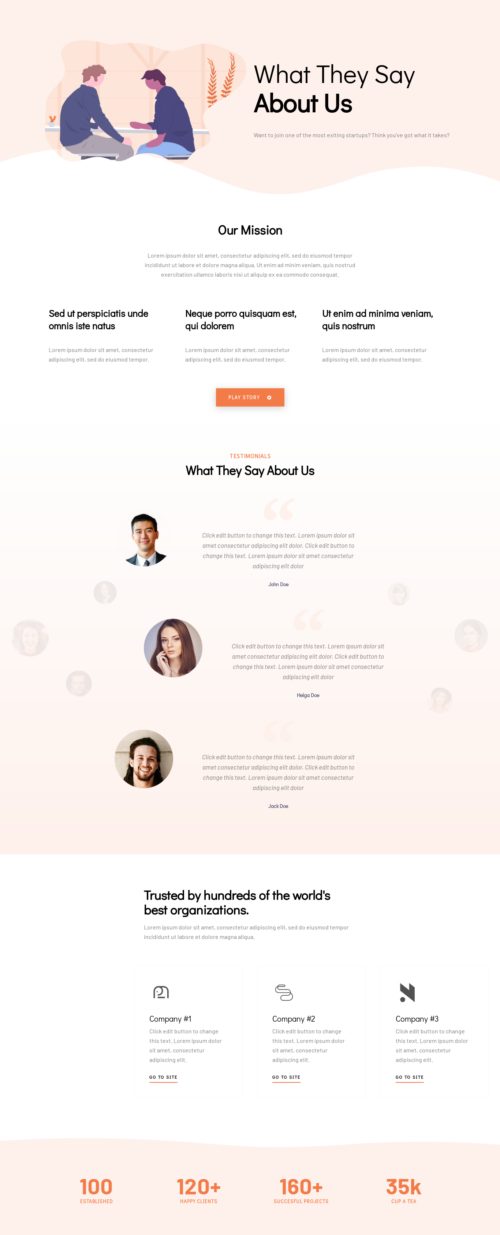 What They Say
About Us
Want to join one of the most exiting startups? Think you've got what it takes?
Our Mission
Lorem ipsum dolor sit amet, consectetur adipiscing elit, sed do eiusmod tempor
incididunt ut labore et dolore magna aliqua. Ut enim ad minim veniam, quis nostrud
exercitation ullamco laboris nisi ut aliquip ex ea commodo consequat.
Sed ut perspiciatis unde
omnis iste natus
Lorem ipsum dolor sit amet, consectetur
adipiscing elit, sed do eiusmod tempor.
Neque porro quisquam est,
qui dolorem
Lorem ipsum dolor sit amet, consectetur
adipiscing elit, sed do eiusmod tempor.
Ut enim ad minima veniam,
quis nostrum
Lorem ipsum dolor sit amet, consectetur
adipiscing elit, sed do eiusmod tempor.
PLAY STORY
TESTIMONIALS
What They Say About Us
Click edit button to change this text. Lorem ipsum dolor sit
amet consectetur adipiscing elit dolor. Click edit button to
change this text. Lorem ipsum dolor sit amet consectetur
adipiscing elit dolor
John Doe
Click edit button to change this text. Lorem ipsum dolor sit
amet consectetur adipiscing elit dolor. Click edit button to
change this text. Lorem ipsum dolor sit amet consectetur
adipiscing elit dolor
Helga Doe
Click edit button to change this text. Lorem ipsum dolor sit
amet consectetur adipiscing elit dolor. Click edit button to
change this text. Lorem ipsum dolor sit amet consectetur
adipiscing elit dolor
Jack Doe
Trusted by hundreds of the world's
best organizations.
Lorem ipsum dolor sit amet, consectetur adipiscing elit, sed do eiusmod tempor
incididunt ut labore et dolore magna aliqua.
Company #1
Click edit button to change
this text. Lorem ipsum dolor
sit amet, consectetur
adipiscing elit.
GO TO SITE
Company #2
Click edit button to change
this text. Lorem ipsum dolor
sit amet, consectetur
adipiscing elit.
GO TO SITE
Company #3
Click edit button to change
this text. Lorem ipsum dolor
sit amet, consectetur
adipiscing elit.
GO TO SITE
100
ESTABLISHED
120+
HAPPY CLIENTS
160+
SUCCESFUL PROJECTS
35k
CUP A TEA